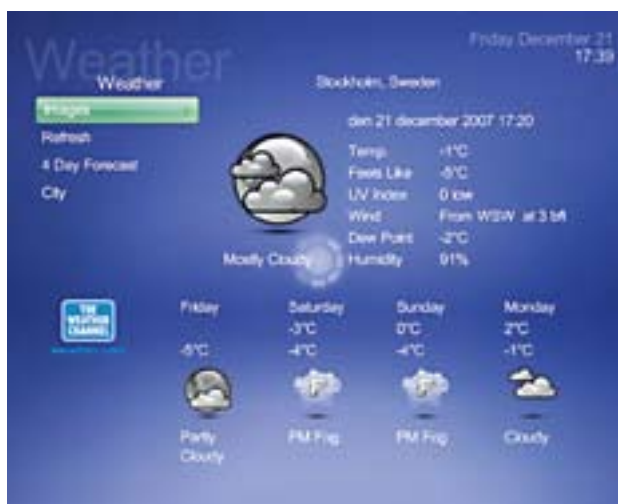 Weather
Friday December 21
17:39
Weather
Stockholm, Sweden
Images
Refresh
4 Day Forecast
City
den 21 december 2007 17:20
Temp. -1°C
Feels Like -5°C
UV Index 0 low
Wind From WSW at 3 bft
Dew Point -2°C
Humidity 91%
Mostly Cloudy
THE WEATHER CHANNEL
Friday Saturday Sunday Monday
-3°C 0°C 2°C
-5°C -4°C -4°C -1°C
F F
Partly Cloudy
PM Fog
PM Fog
Cloudy